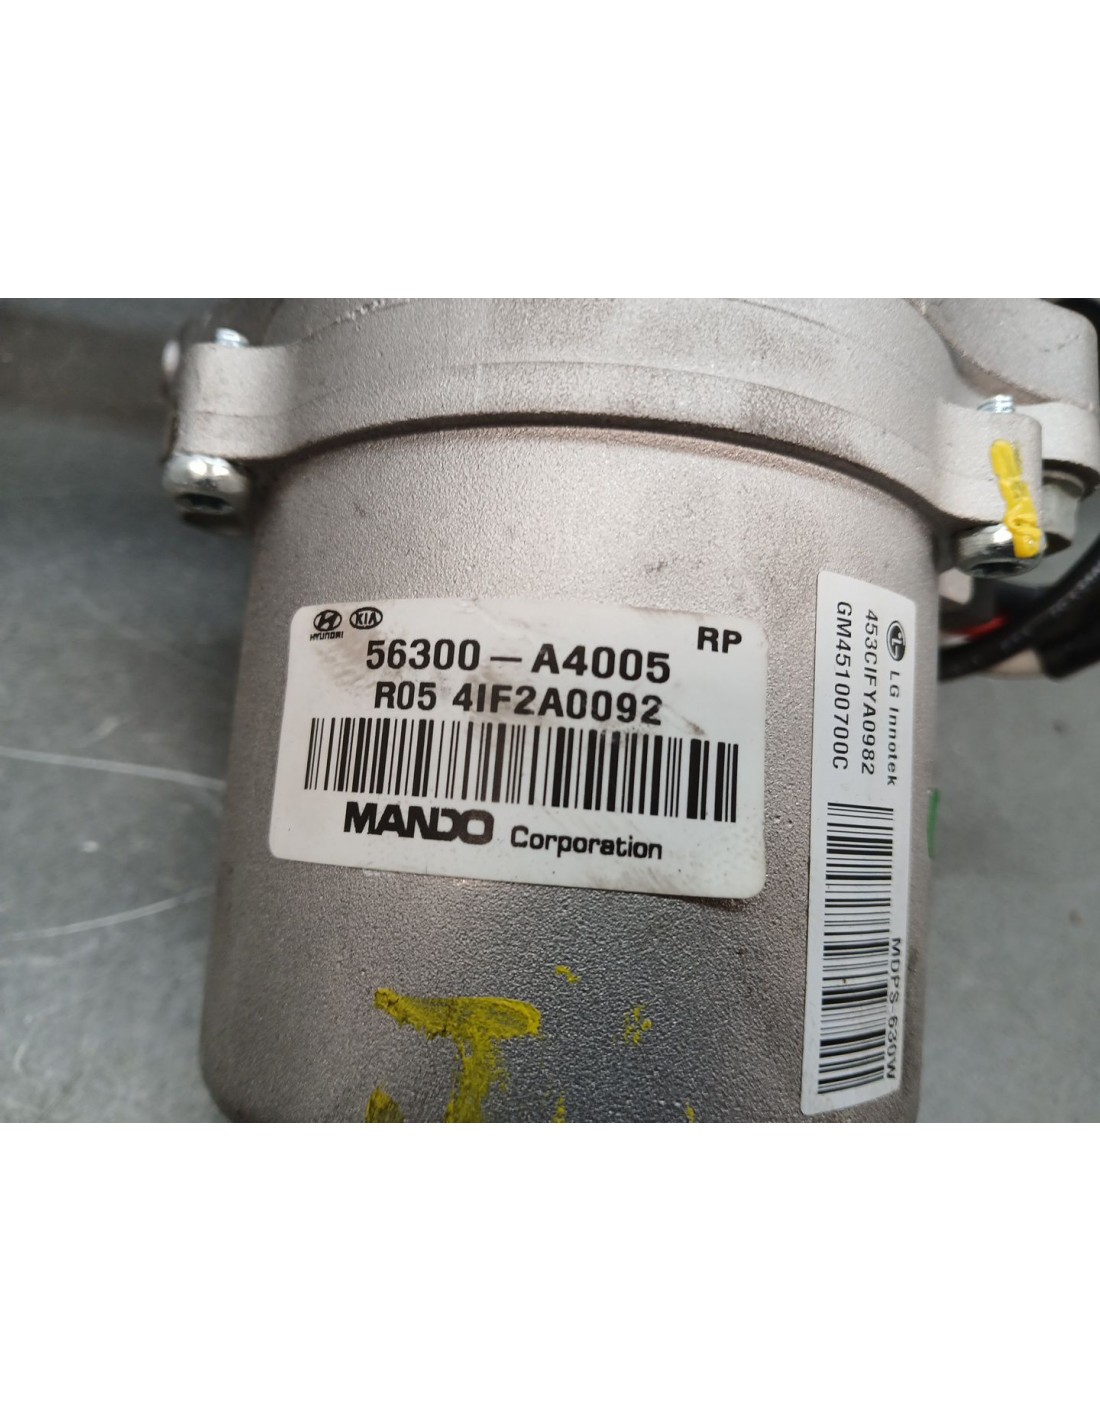 HYUNDAI KIA
RP
56300-A4005
R05 4IF2A0092
MANDO Corporation
LG Innotek
453CIFYA0982
GM45100700C
MDPS-630W